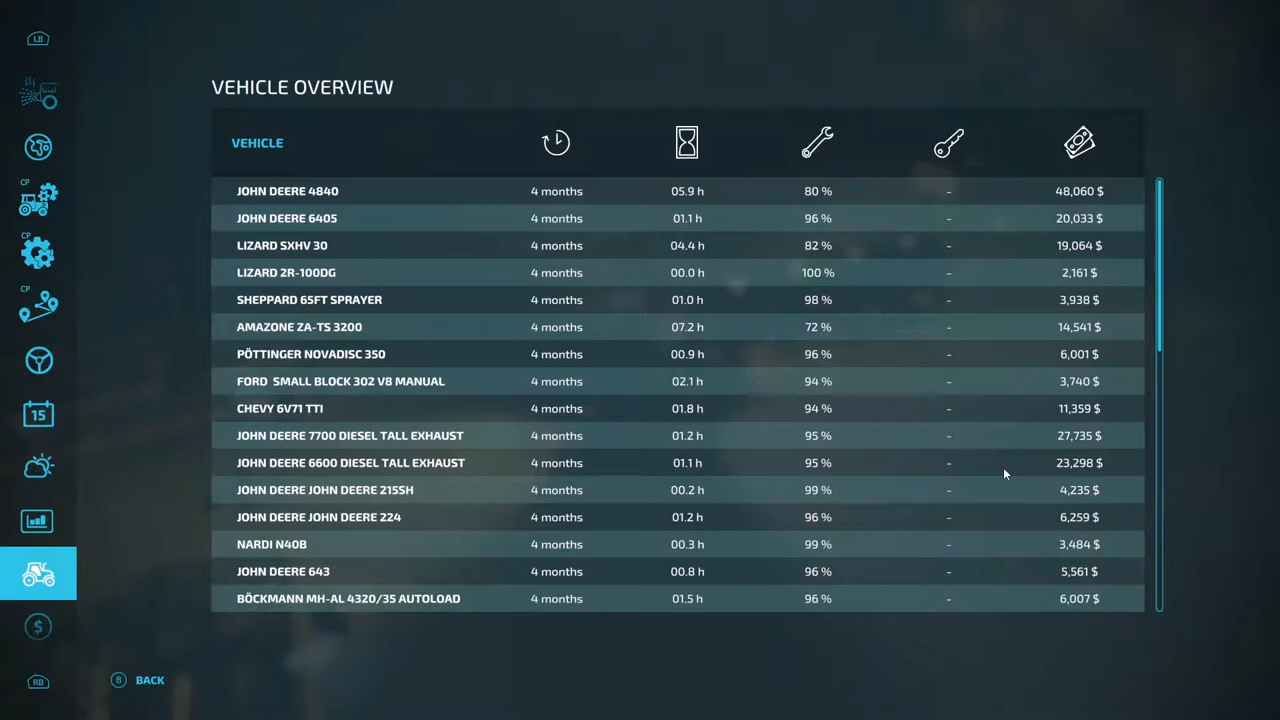 LB
VEHICLE OVERVIEW
VEHICLE
JOHN DEERE 4840 4 months 05.9 h 80 % - 48,060 $
JOHN DEERE 6405 4 months 01.1 h 96 % - 20,033 $
LIZARD SXHV 30 4 months 04.4 h 82 % - 19,064 $
LIZARD 2R-100DG 4 months 00.0 h 100 % - 2,161 $
SHEPPARD 65FT SPRAYER 4 months 01.0 h 98 % - 3,938 $
AMAZONE ZA-TS 3200 4 months 07.2 h 72 % - 14,541 $
PÖTTINGER NOVADISC 350 4 months 00.9 h 96 % - 6,001 $
FORD  SMALL BLOCK 302 V8 MANUAL 4 months 02.1 h 94 % - 3,740 $
CHEVY 6V71 TTI 4 months 01.8 h 94 % - 11,359 $
JOHN DEERE 7700 DIESEL TALL EXHAUST 4 months 01.2 h 95 % - 27,735 $
JOHN DEERE 6600 DIESEL TALL EXHAUST 4 months 01.1 h 95 % - 23,298 $
JOHN DEERE JOHN DEERE 215SH 4 months 00.2 h 99 % - 4,235 $
JOHN DEERE JOHN DEERE 224 4 months 01.2 h 96 % - 6,259 $
NARDI N40B 4 months 00.3 h 99 % - 3,484 $
JOHN DEERE 643 4 months 00.8 h 96 % - 5,561 $
BÖCKMANN MH-AL 4320/35 AUTOLOAD 4 months 01.5 h 96 % - 6,007 $
CP
CP
CP
15
$
RB
B BACK